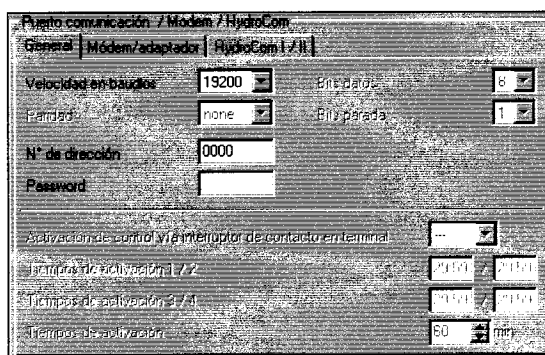 Puerto comunicación / Modem / HydroCom
General Módem/adaptador HydroCom I / II
Velocidad en baudios 19200 Bits datos 8
Paridad none Bits parada 1
N° de dirección 0000
Password
Activación de control vía interruptor de contacto en terminal ---
Tiempos de activación 1 / 2
Tiempos de activación 3 / 4
Tiempos de activación 60 min